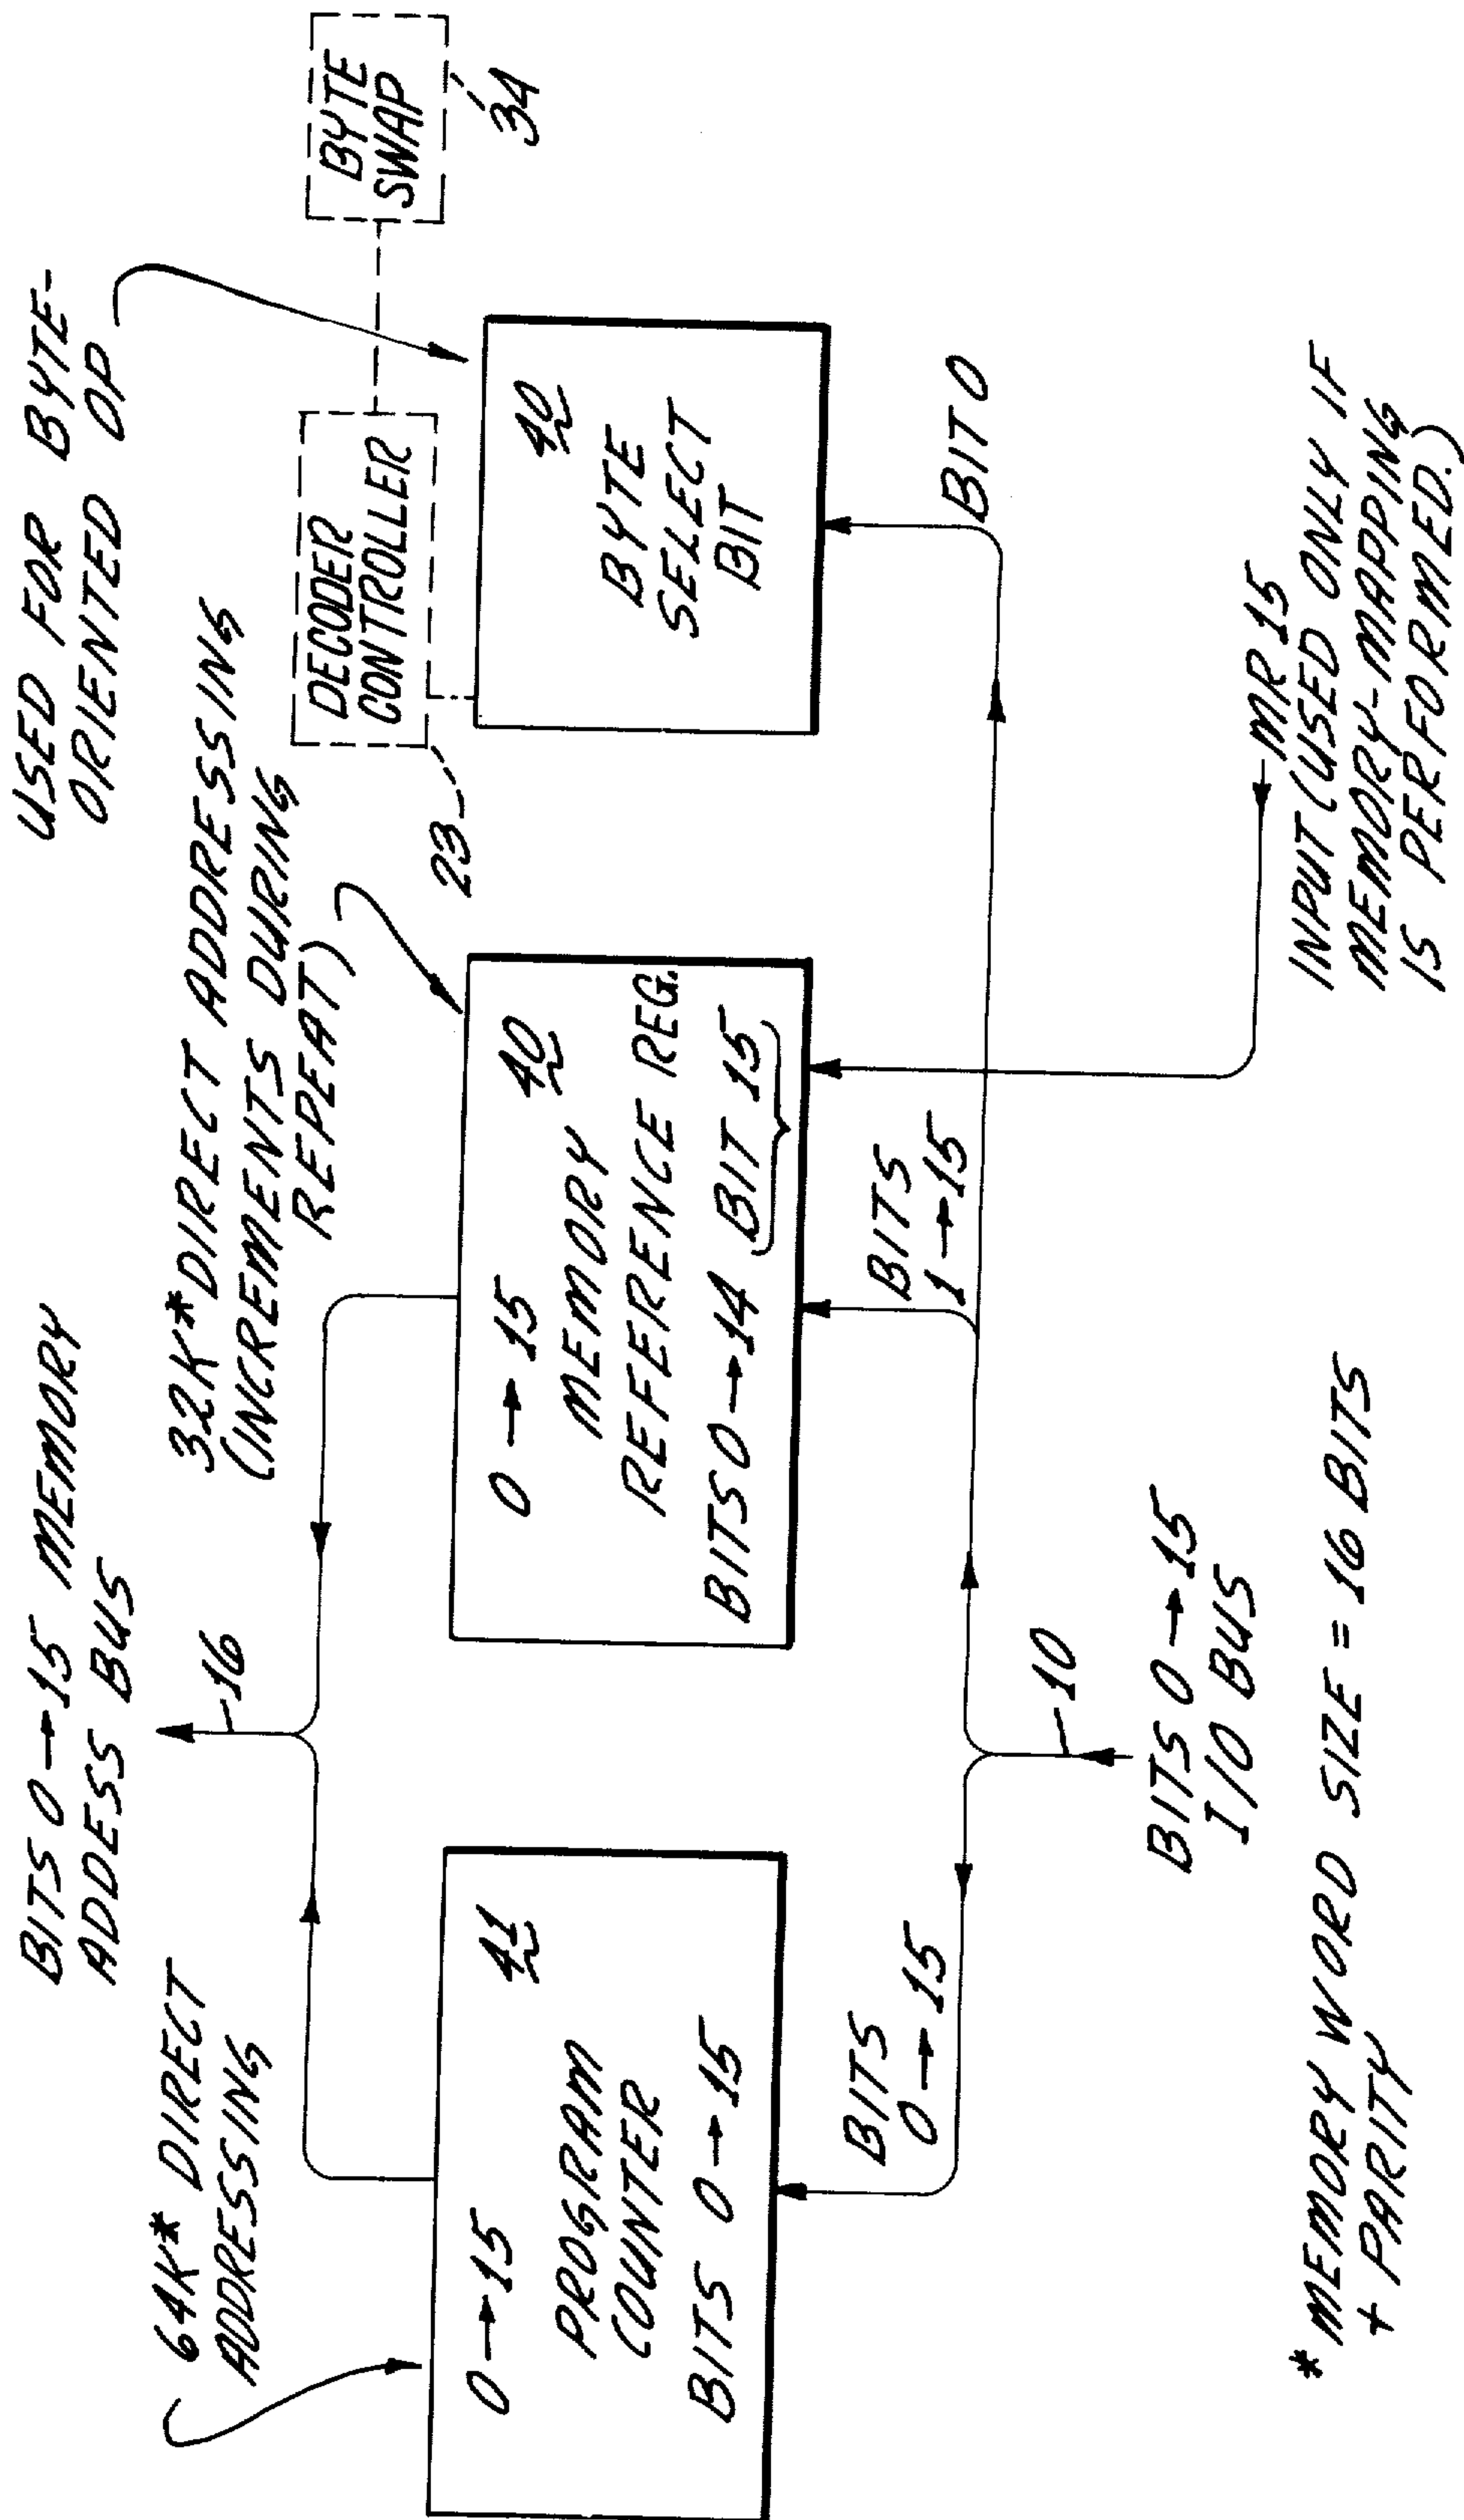 BITS 0→15 MEMORY
ADDRESS BUS
16
64K* DIRECT
ADDRESSING
32K* DIRECT ADDRESSING
(INCREMENTS DURING
REPEAT)
USED FOR BYTE-
ORIENTED OP
DECODER
CONTROLLER
23
BYTE
SWAP
34
0→15 41
PROGRAM
COUNTER
BITS 0→15
0→15 40
MEMORY
REFERENCE REG.
BITS 0→14 BIT 15
40
BYTE
SELECT
BIT
BITS
0→15
BITS
1→15
BIT 0
10
BITS 0→15
I/O BUS
MR 15
INPUT (USED ONLY IF
MEMORY-MAPPING
IS PERFORMED.)
* MEMORY WORD SIZE = 16 BITS
+ PARITY